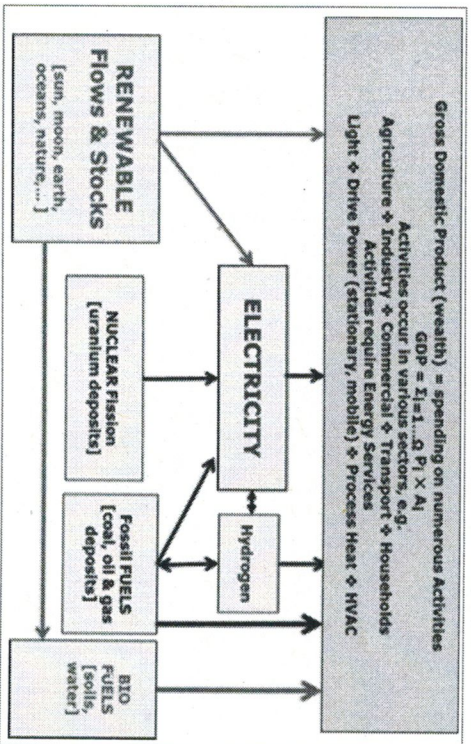 Gross Domestic Product (wealth) = spending on numerous Activities
GDP = Σi=1...Ω Pi × Ai
Activities occur in various sectors, e.g.
Agriculture ❖ Industry ❖ Commercial ❖ Transport ❖ Households
Activities require Energy Services
Light ❖ Drive Power (stationary, mobile) ❖ Process Heat ❖ HVAC
ELECTRICITY
Hydrogen
RENEWABLE
Flows & Stocks
[sun, moon, earth,
oceans, nature,... ]
NUCLEAR Fission
[uranium deposits]
Fossil FUELS
[coal, oil & gas
deposits]
BIO
FUELS
[soils,
water]